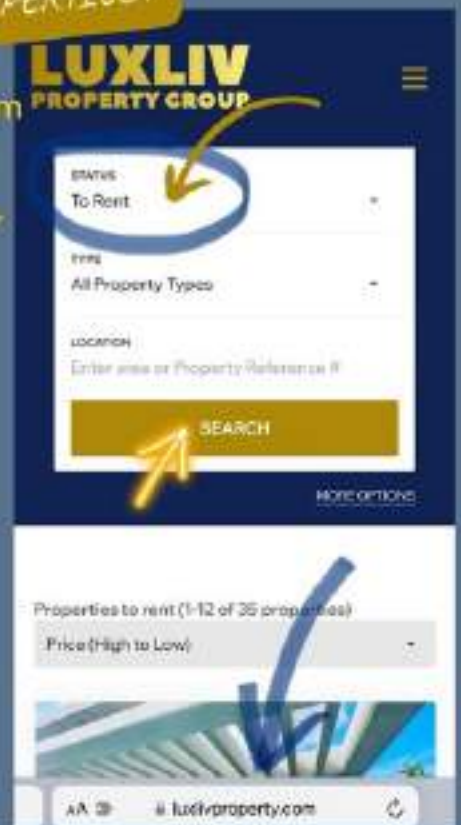 LUXLIV
PROPERTY GROUP
STATUS
To Rent
TYPE
All Property Types
LOCATION
Enter area or Property Reference #
SEARCH
MORE OPTIONS
Properties to rent (1-12 of 35 properties)
Price (High to Low)
AA
luxlivproperty.com